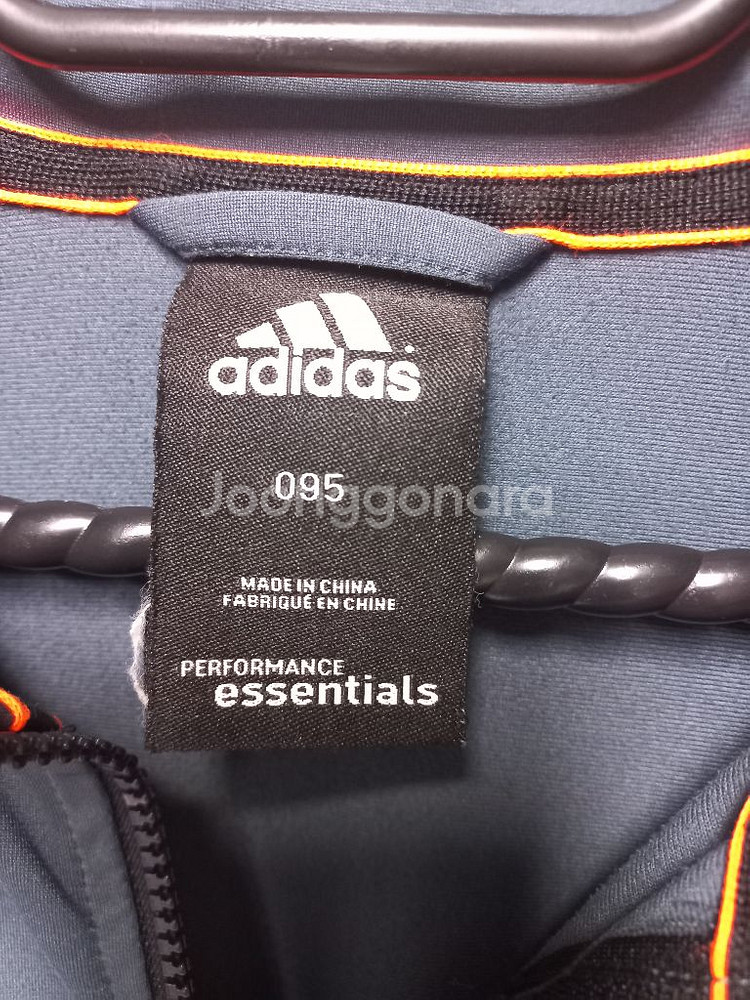 adidas
095
Joonggonara
MADE IN CHINA
FABRIQUÉ EN CHINE
PERFORMANCE
essentials